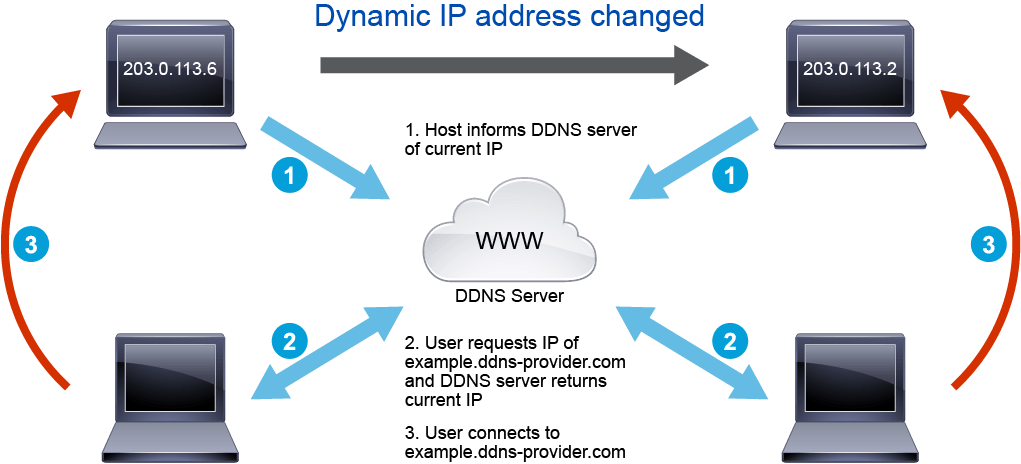 Dynamic IP address changed
203.0.113.6
203.0.113.2
1. Host informs DDNS server
of current IP
1
1
WWW
3
3
DDNS Server
2
2
2. User requests IP of
example.ddns-provider.com
and DDNS server returns
current IP
3. User connects to
example.ddns-provider.com